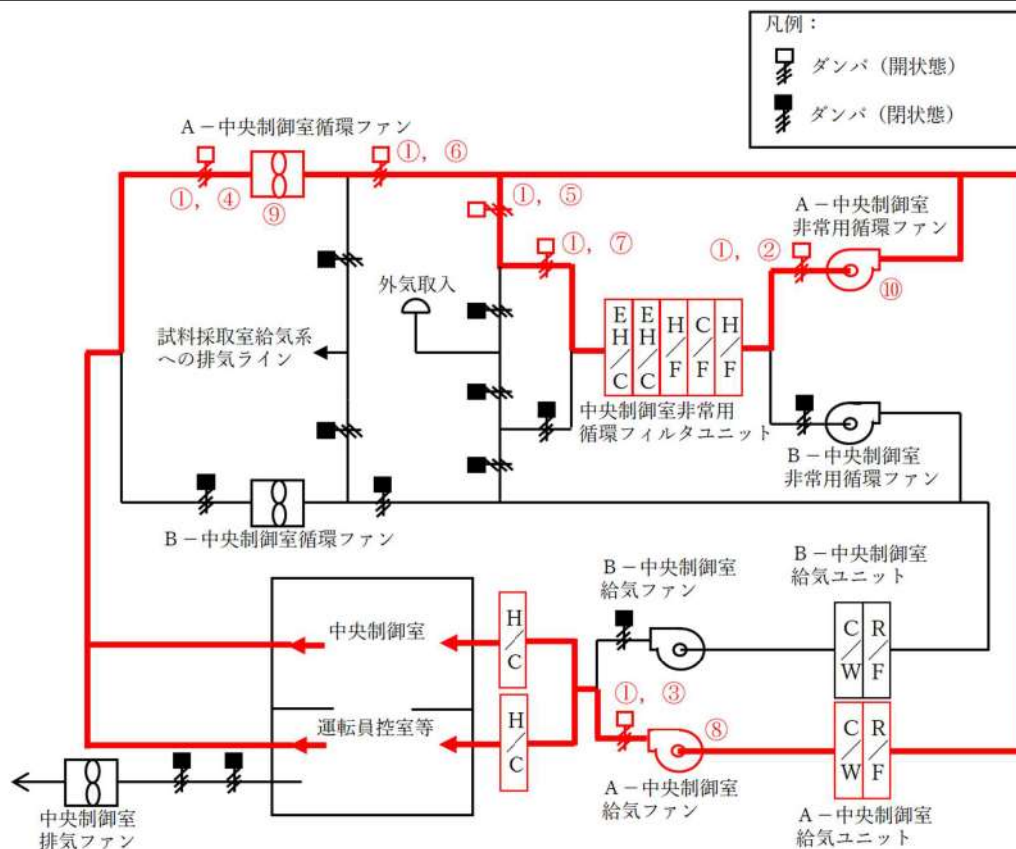 凡例：
ダンパ（開状態）
ダンパ（閉状態）
A－中央制御室循環ファン
①，④
⑨
①，⑥
①，⑤
①，⑦
①，②
A－中央制御室
非常用循環ファン
⑩
外気取入
試料採取室給気系
への排気ライン
EH/C
EH/C
H/F
C/F
H/F
中央制御室非常用
循環フィルタユニット
B－中央制御室
非常用循環ファン
B－中央制御室循環ファン
B－中央制御室
給気ファン
B－中央制御室
給気ユニット
C/W
R/F
中央制御室
H/C
①，③
運転員控室等
H/C
⑧
C/W
R/F
A－中央制御室
給気ファン
A－中央制御室
給気ユニット
中央制御室
排気ファン